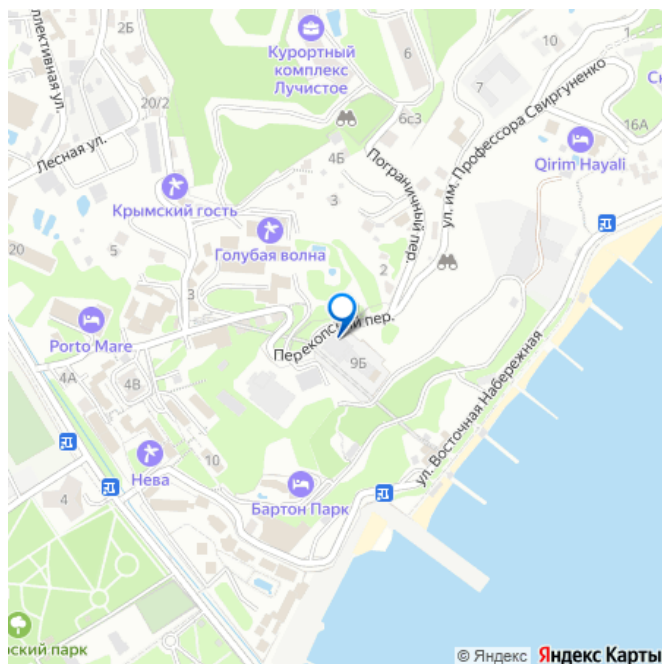 ллективная ул.
2Б
20/2
Лесная ул.
Курортный
комплекс
Лучистое
6
6с3
4Б
10
1
7
ул. им. Профессора Свиргуненко
16А
Qirim Hayali
Пограничный пер.
Крымский гость
3
Голубая волна
5
20
2
3
Porto Mare
Перекопский пер.
9Б
4А
4В
ул. Восточная Набережная
Нева
10
Бартон Парк
4
рский парк
© Яндекс Яндекс Карты